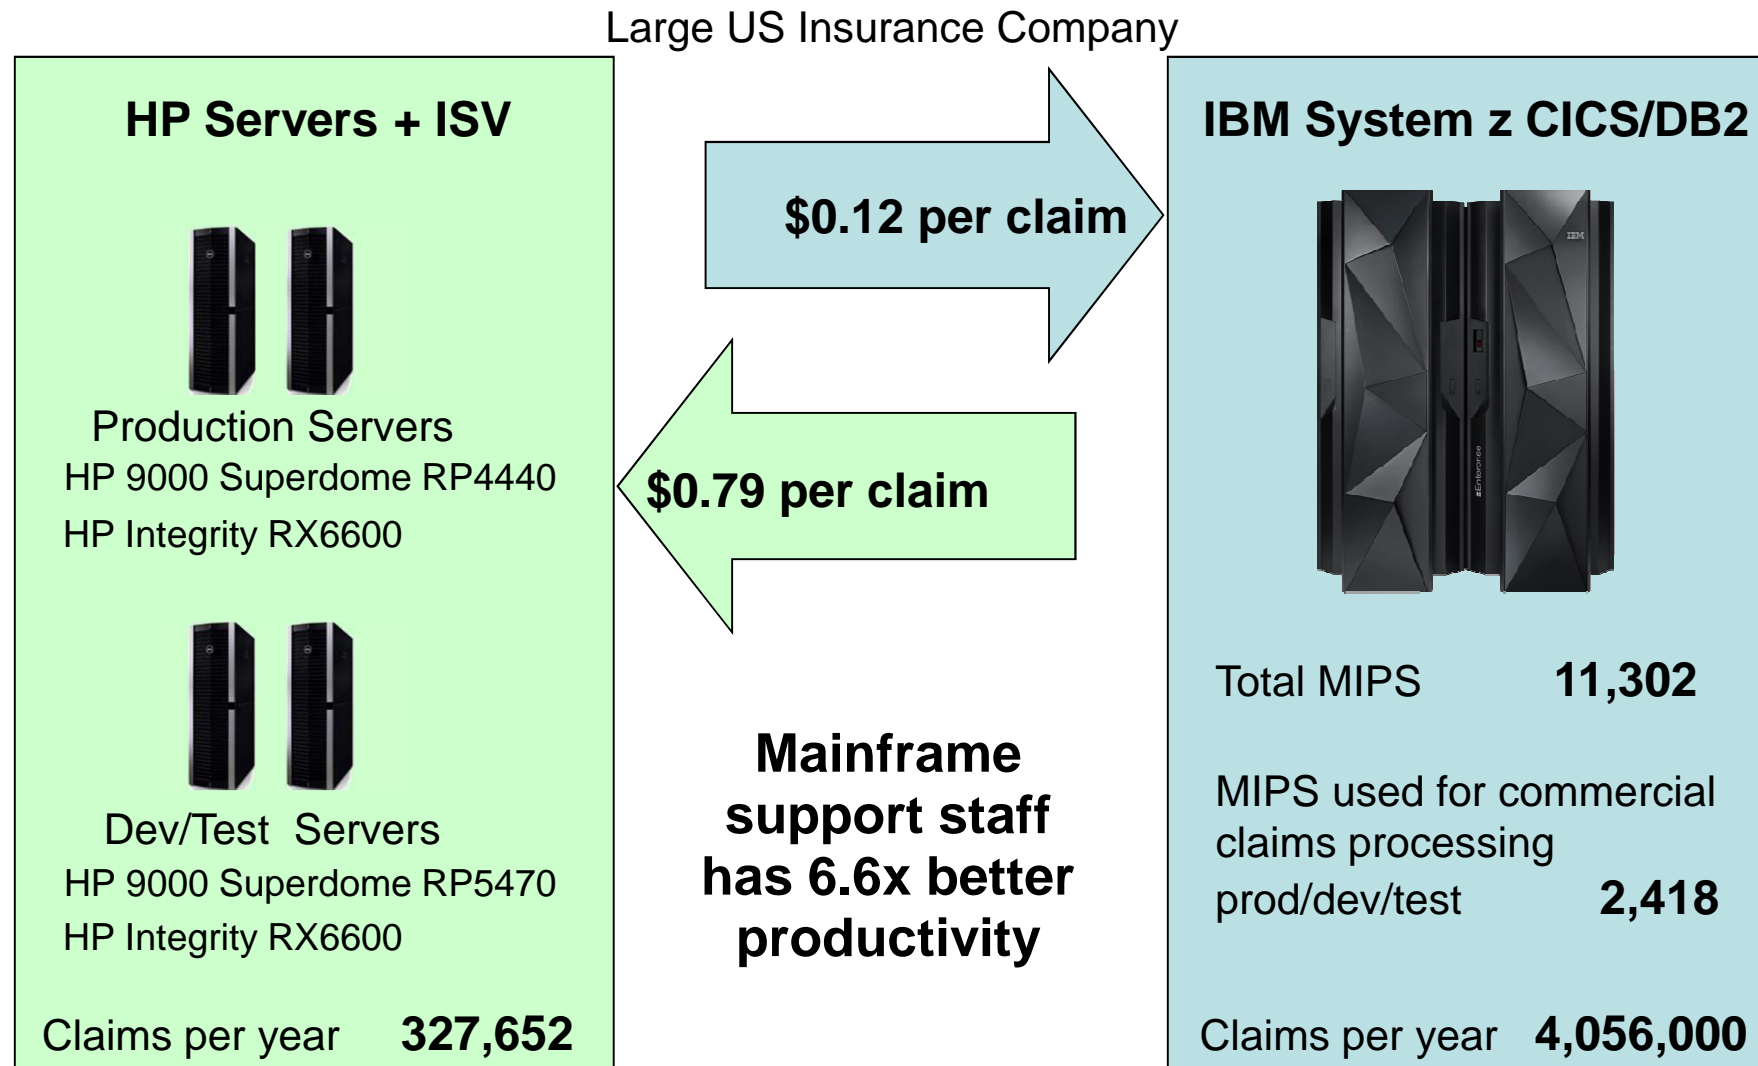 Large US Insurance Company
HP Servers + ISV
Production Servers
HP 9000 Superdome RP4440
HP Integrity RX6600
Dev/Test Servers
HP 9000 Superdome RP5470
HP Integrity RX6600
Claims per year 327,652
$0.12 per claim
$0.79 per claim
Mainframe
support staff
has 6.6x better
productivity
IBM System z CICS/DB2
IBM
zEnterprise
Total MIPS 11,302
MIPS used for commercial
claims processing
prod/dev/test 2,418
Claims per year 4,056,000